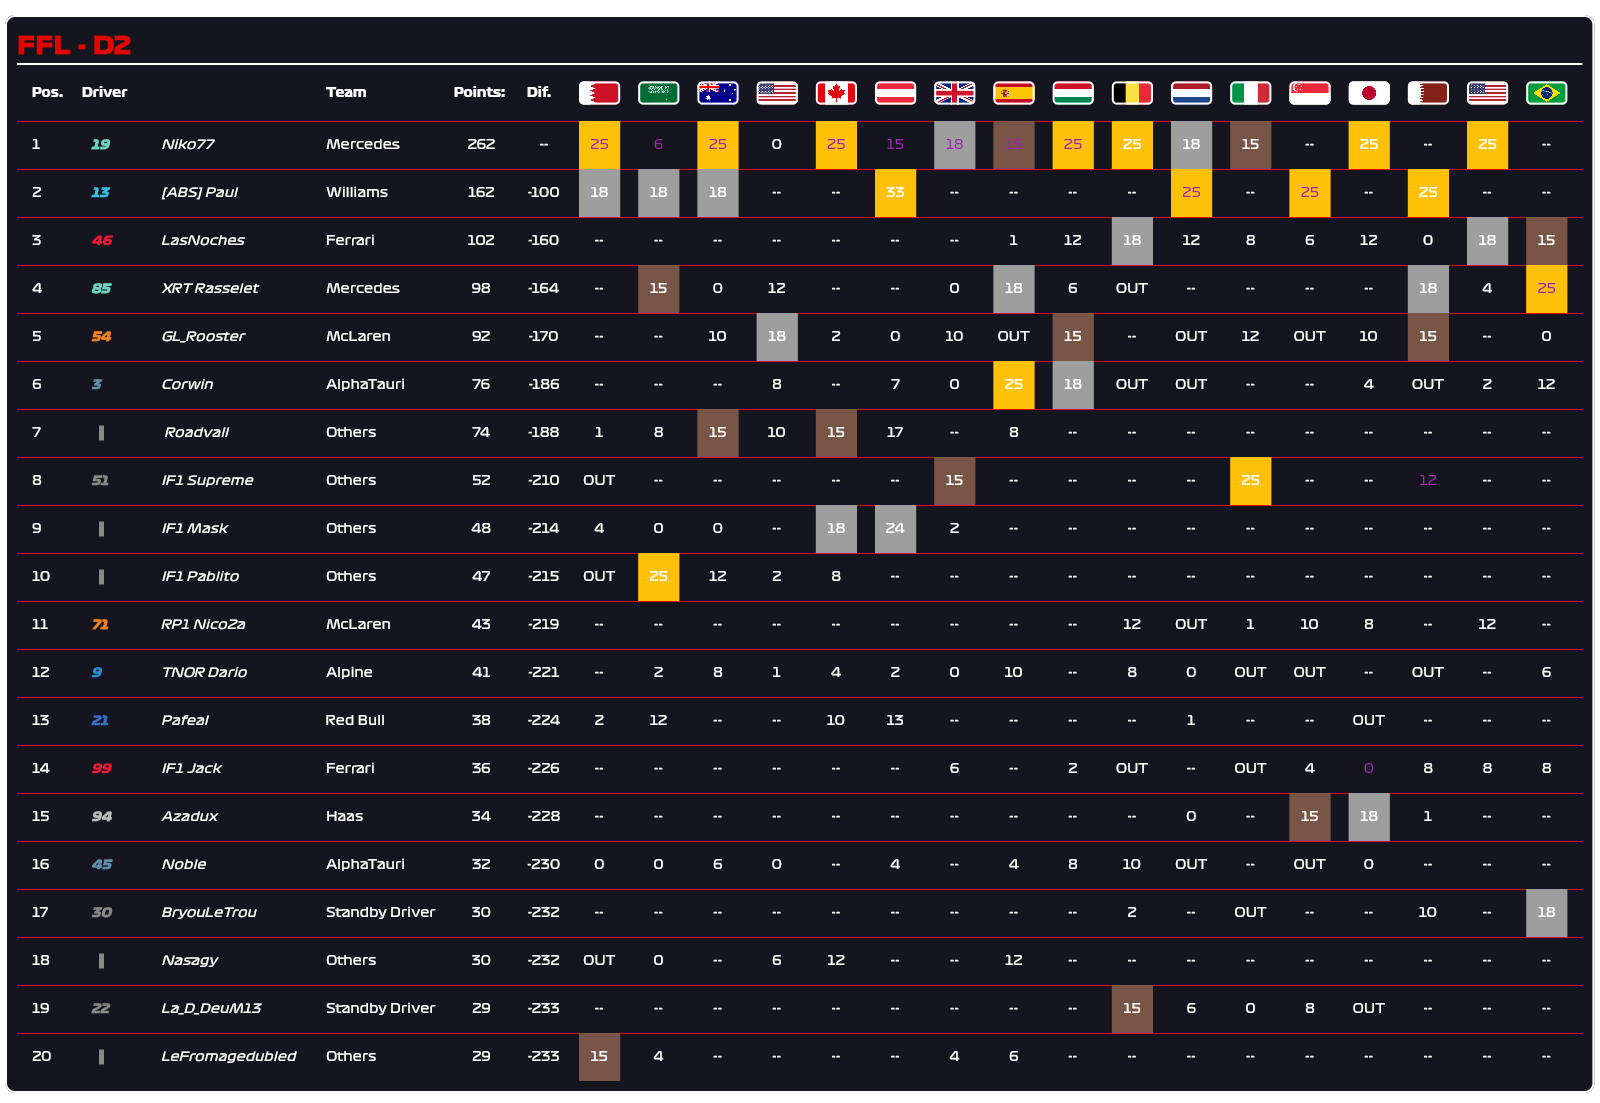 FFL - D2
Pos. Driver Team Points: Dif.
1 19 Niko77 Mercedes 262 -- 25 6 25 0 25 15 18 15 25 25 18 15 -- 25 -- 25 --
2 13 [ABS] Paul Williams 162 -100 18 18 18 -- -- 33 -- -- -- -- 25 -- 25 -- 25 -- --
3 46 LasNoches Ferrari 102 -160 -- -- -- -- -- -- -- 1 12 18 12 8 6 12 0 18 15
4 85 XRT Rasselet Mercedes 98 -164 -- 15 0 12 -- -- 0 18 6 OUT -- -- -- -- 18 4 25
5 54 GL_Rooster McLaren 92 -170 -- -- 10 18 2 0 10 OUT 15 -- OUT 12 OUT 10 15 -- 0
6 3 Corwin AlphaTauri 76 -186 -- -- -- 8 -- 7 0 25 18 OUT OUT -- -- 4 OUT 2 12
7 Roadvall Others 74 -188 1 8 15 10 15 17 -- 8 -- -- -- -- -- -- -- -- --
8 51 IF1 Supreme Others 52 -210 OUT -- -- -- -- -- 15 -- -- -- -- 25 -- -- 12 -- --
9 IF1 Mask Others 48 -214 4 0 0 -- 18 24 2 -- -- -- -- -- -- -- -- -- --
10 IF1 Pablito Others 47 -215 OUT 25 12 2 8 -- -- -- -- -- -- -- -- -- -- -- --
11 71 RP1 Nico2a McLaren 43 -219 -- -- -- -- -- -- -- -- -- 12 OUT 1 10 8 -- 12 --
12 9 TNOR Dario Alpine 41 -221 -- 2 8 1 4 2 0 10 -- 8 0 OUT OUT -- OUT -- 6
13 21 Pafeal Red Bull 38 -224 2 12 -- -- 10 13 -- -- -- -- 1 -- -- OUT -- -- --
14 99 IF1 Jack Ferrari 36 -226 -- -- -- -- -- -- 6 -- 2 OUT -- OUT 4 0 8 8 8
15 94 Azadux Haas 34 -228 -- -- -- -- -- -- -- -- -- -- 0 -- 15 18 1 -- --
16 45 Noble AlphaTauri 32 -230 0 0 6 0 -- 4 -- 4 8 10 OUT -- OUT 0 -- -- --
17 30 BryouLeTrou Standby Driver 30 -232 -- -- -- -- -- -- -- -- -- 2 -- OUT -- -- 10 -- 18
18 Nasagy Others 30 -232 OUT 0 -- 6 12 -- -- 12 -- -- -- -- -- -- -- -- --
19 22 La_D_DeuM13 Standby Driver 29 -233 -- -- -- -- -- -- -- -- -- 15 6 0 8 OUT -- -- --
20 LeFromagedubled Others 29 -233 15 4 -- -- -- -- 4 6 -- -- -- -- -- -- -- -- --